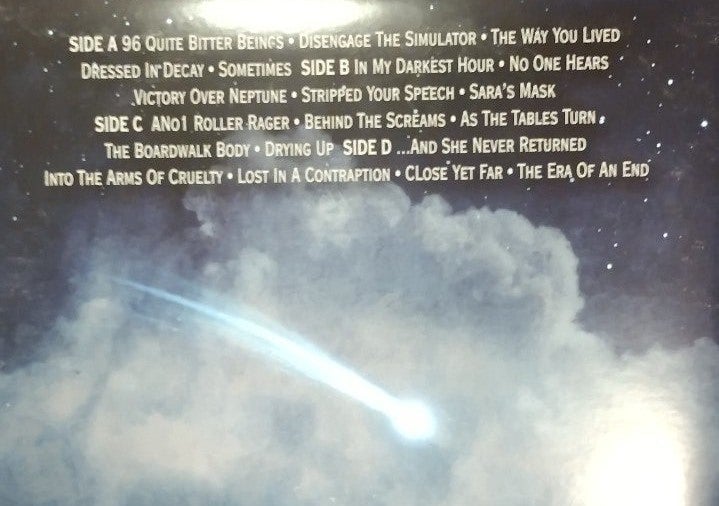 SIDE A 96 QUITE BITTER BEINGS • DISENGAGE THE SIMULATOR • THE WAY YOU LIVED
DRESSED IN DECAY • SOMETIMES SIDE B IN MY DARKEST HOUR • NO ONE HEARS
VICTORY OVER NEPTUNE • STRIPPED YOUR SPEECH • SARA'S MASK
SIDE C ANO1 ROLLER RAGER • BEHIND THE SCREAMS • AS THE TABLES TURN
THE BOARDWALK BODY • DRYING UP SIDE D ...AND SHE NEVER RETURNED
INTO THE ARMS OF CRUELTY • LOST IN A CONTRAPTION • CLOSE YET FAR • THE ERA OF AN END